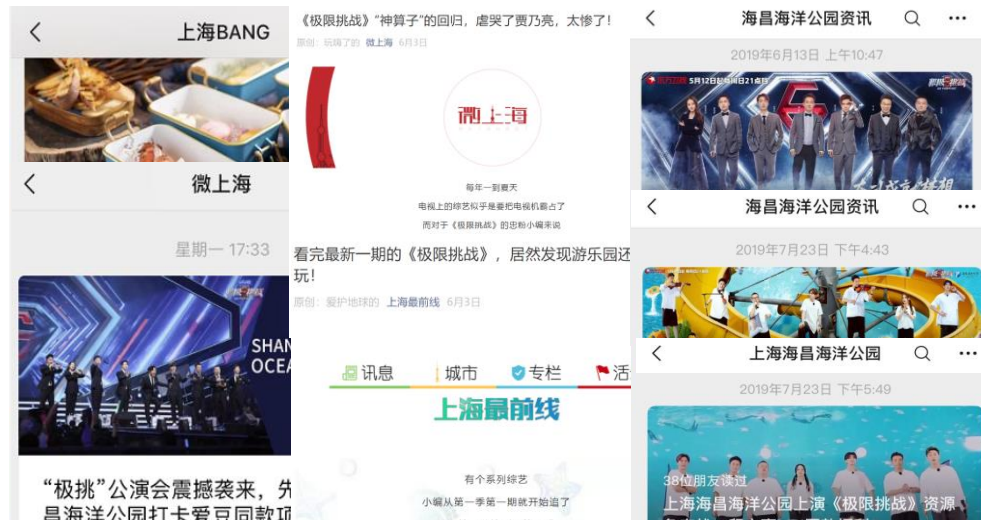 上海BANG
微上海
星期一 17:33
SHAN
OCEA
“极挑”公演会震撼袭来，先
昌海洋公园打卡爱豆同款项
《极限挑战》“神算子”的回归，虐哭了贾乃亮，太惨了！
原创：玩嗨了的 微上海 6月3日
微上海
每年一到夏天
电视上的综艺似乎是要把电视机霸占了
而对于《极限挑战》的忠粉小编来说
看完最新一期的《极限挑战》，居然发现游乐园还
玩！
原创：爱护地球的 上海最前线 6月3日
讯息 城市 专栏 活
上海最前线
有个系列综艺
小编从第一季第一期就开始追了
海昌海洋公园资讯
2019年6月13日 上午10:47
5月12日起每周日21点档
海昌海洋公园资讯
2019年7月23日 下午4:43
上海海昌海洋公园
2019年7月23日 下午5:49
38位朋友读过
上海海昌海洋公园上演《极限挑战》资源